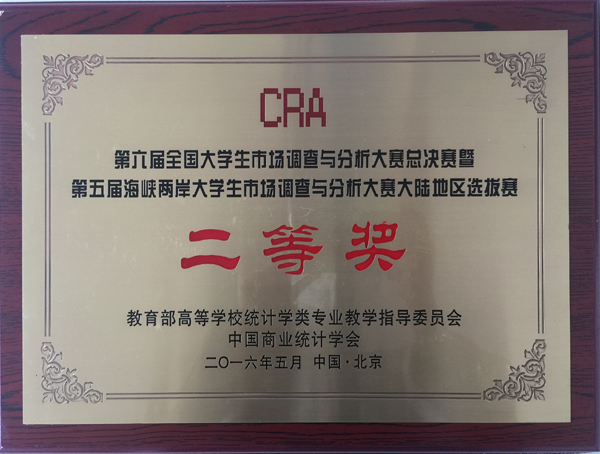 CRA
第六届全国大学生市场调查与分析大赛总决赛暨
第五届海峡两岸大学生市场调查与分析大赛大陆地区选拔赛
二等奖
教育部高等学校统计学类专业教学指导委员会
中国商业统计学会
二〇一六年五月 中国·北京